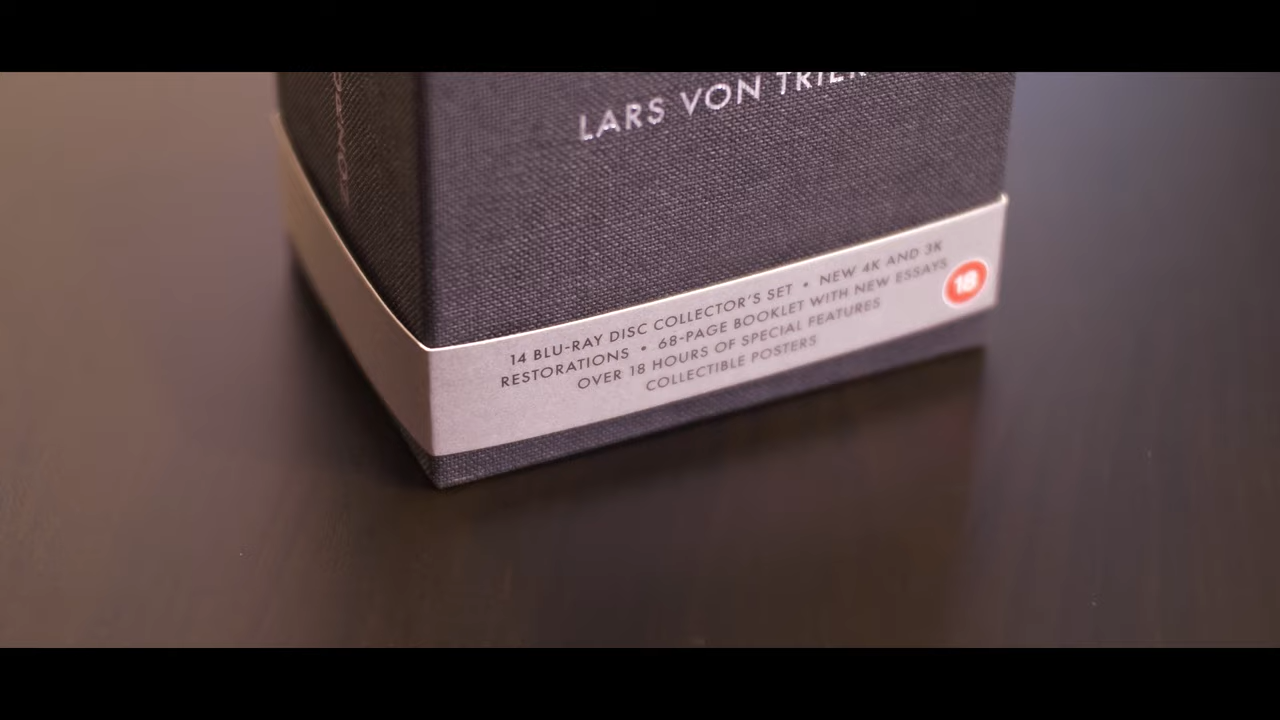 LARS VON TRIER
14 BLU-RAY DISC COLLECTOR'S SET • NEW 4K AND 3K
RESTORATIONS • 68-PAGE BOOKLET WITH NEW ESSAYS
OVER 18 HOURS OF SPECIAL FEATURES
COLLECTIBLE POSTERS
18